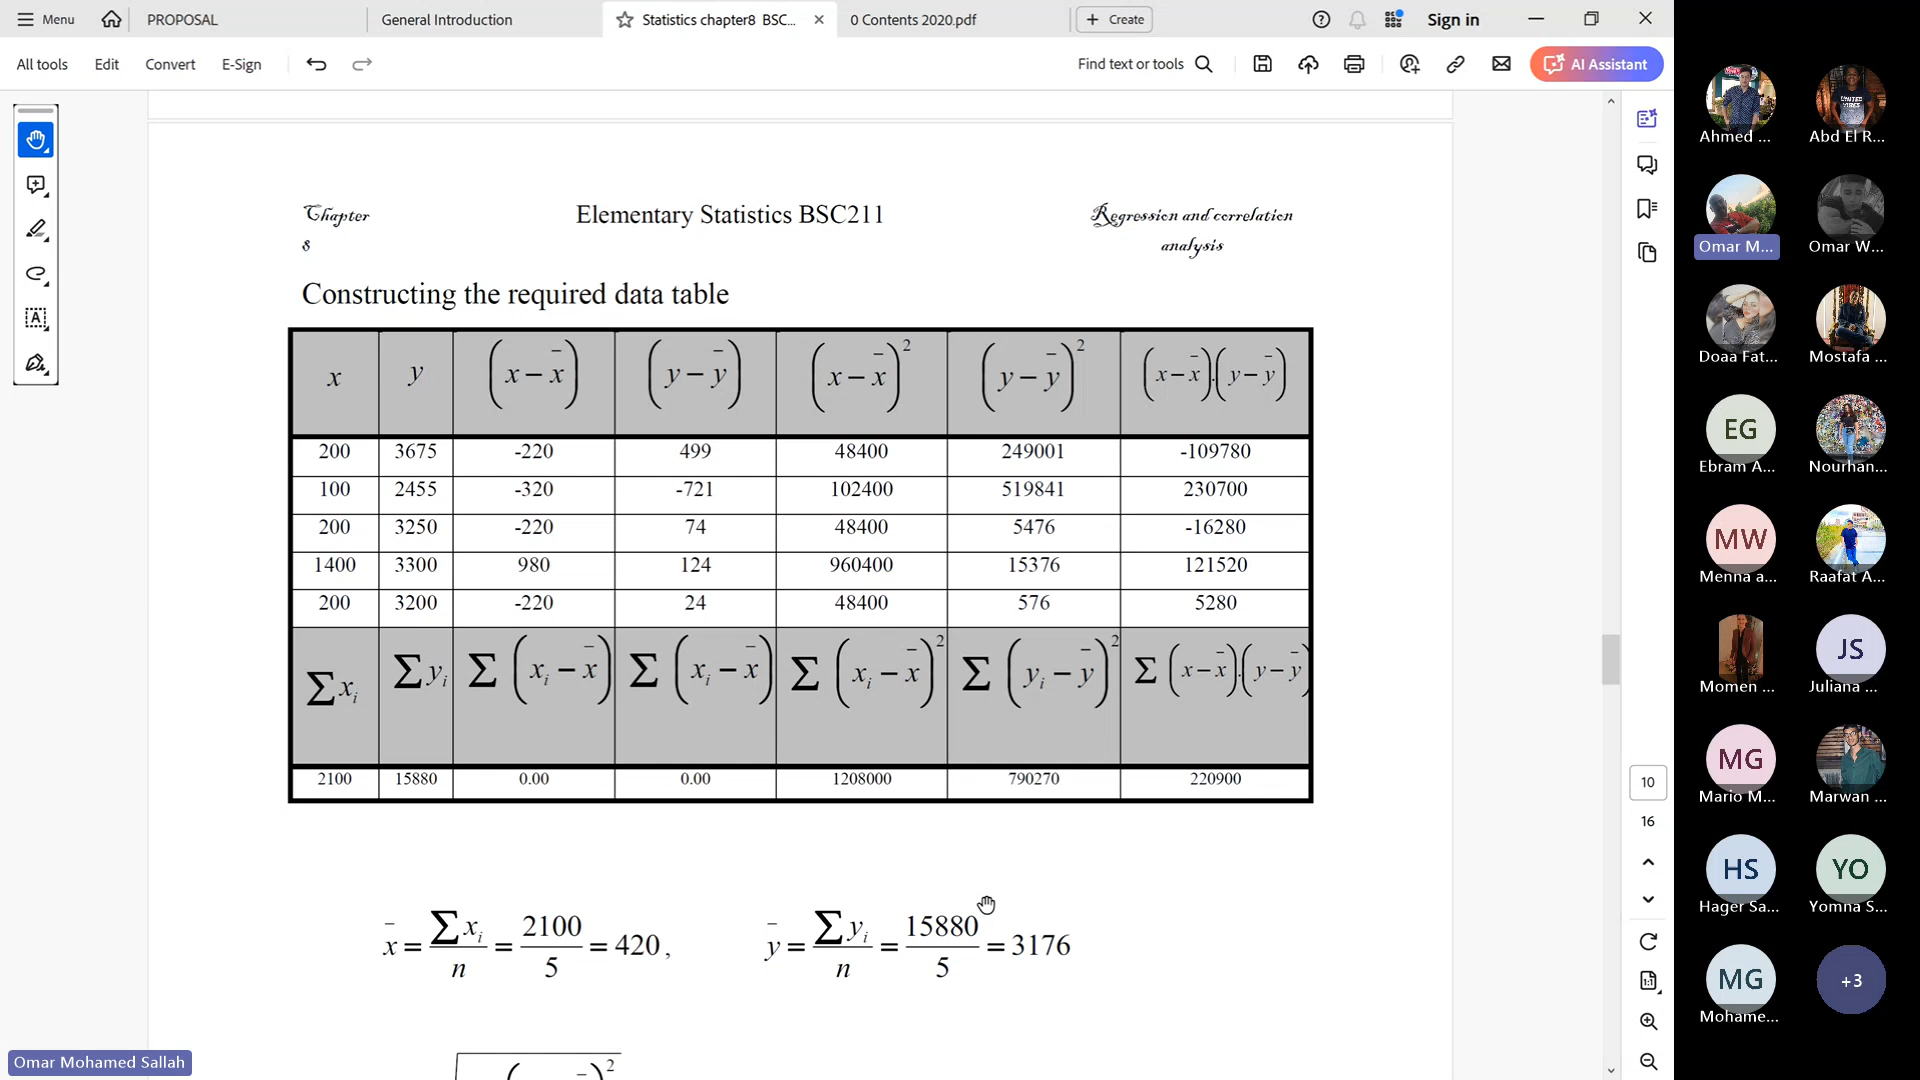 Menu
PROPOSAL
General Introduction
Statistics chapter8 BSC...
0 Contents 2020.pdf
Create
Sign in
All tools
Edit
Convert
E-Sign
Find text or tools
AI Assistant
Chapter
8
Elementary Statistics BSC211
Regression and correlation
analysis
Constructing the required data table
x y (x − x̄) (y − ȳ) (x − x̄)² (y − ȳ)² (x − x̄).(y − ȳ)
200 3675 -220 499 48400 249001 -109780
100 2455 -320 -721 102400 519841 230700
200 3250 -220 74 48400 5476 -16280
1400 3300 980 124 960400 15376 121520
200 3200 -220 24 48400 576 5280
∑xᵢ ∑yᵢ ∑(xᵢ − x̄) ∑(xᵢ − x̄) ∑(xᵢ − x̄)² ∑(yᵢ − ȳ)² ∑(x − x̄).(y − ȳ)
2100 15880 0.00 0.00 1208000 790270 220900
x̄ = ∑xᵢ / n = 2100 / 5 = 420 , ȳ = ∑yᵢ / n = 15880 / 5 = 3176
10
16
Omar Mohamed Sallah
Ahmed ...
Abd El R...
Omar M...
Omar W...
Doaa Fat...
Mostafa ...
EG
Ebram A...
Nourhan...
MW
Menna a...
Raafat A...
Momen ...
JS
Juliana ...
MG
Mario M...
Marwan ...
HS
Hager Sa...
YO
Yomna S...
MG
Mohame...
+3